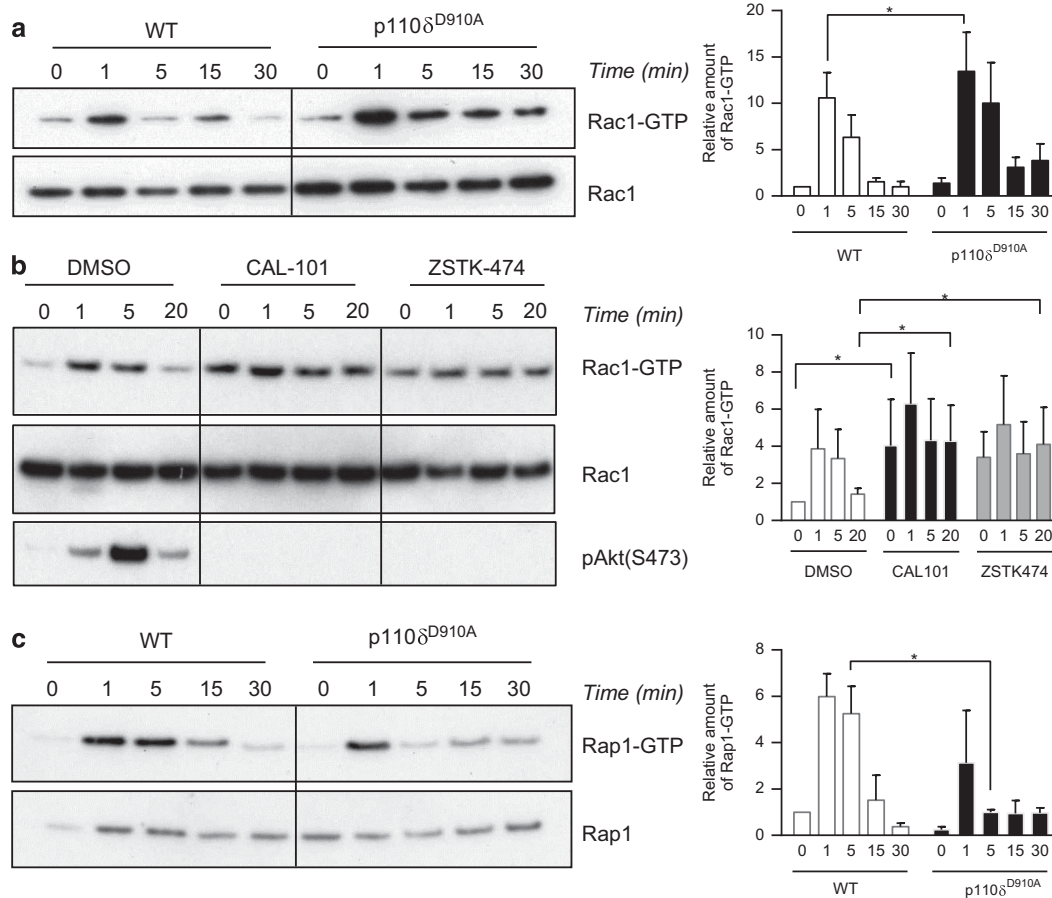 a
WT p110δD910A
0 1 5 15 30 0 1 5 15 30 Time (min)
Rac1-GTP
Rac1
Relative amount
of Rac1-GTP
20
15
10
5
0
*
0 1 5 15 30 0 1 5 15 30
WT p110δD910A
b
DMSO CAL-101 ZSTK-474
0 1 5 20 0 1 5 20 0 1 5 20 Time (min)
Rac1-GTP
Rac1
pAkt(S473)
Relative amount
of Rac1-GTP
10
8
6
4
2
0
*
*
*
0 1 5 20 0 1 5 20 0 1 5 20
DMSO CAL101 ZSTK474
c
WT p110δD910A
0 1 5 15 30 0 1 5 15 30 Time (min)
Rap1-GTP
Rap1
Relative amount
of Rap1-GTP
8
6
4
2
0
*
0 1 5 15 30 0 1 5 15 30
WT p110δD910A